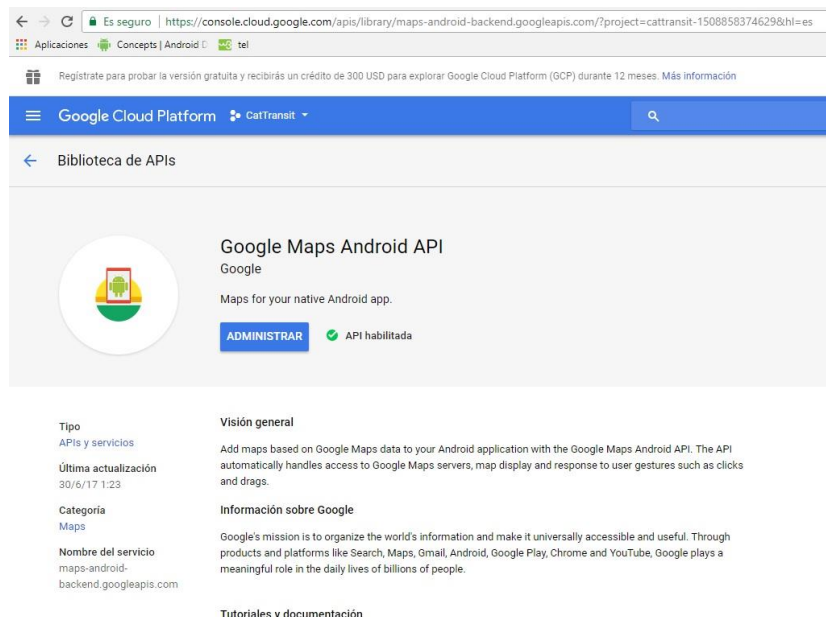 Es seguro | https://console.cloud.google.com/apis/library/maps-android-backend.googleapis.com/?project=cattransit-1508858374629&hl=es
Aplicaciones Concepts | Android D tel
Regístrate para probar la versión gratuita y recibirás un crédito de 300 USD para explorar Google Cloud Platform (GCP) durante 12 meses. Más información
Google Cloud Platform CatTransit
Biblioteca de APIs
Google Maps Android API
Google
Maps for your native Android app.
ADMINISTRAR API habilitada
Tipo
APIs y servicios
Última actualización
30/6/17 1:23
Categoría
Maps
Nombre del servicio
maps-android-
backend.googleapis.com
Visión general
Add maps based on Google Maps data to your Android application with the Google Maps Android API. The API
automatically handles access to Google Maps servers, map display and response to user gestures such as clicks
and drags.
Información sobre Google
Google's mission is to organize the world's information and make it universally accessible and useful. Through
products and platforms like Search, Maps, Gmail, Android, Google Play, Chrome and YouTube, Google plays a
meaningful role in the daily lives of billions of people.
Tutoriales y documentación